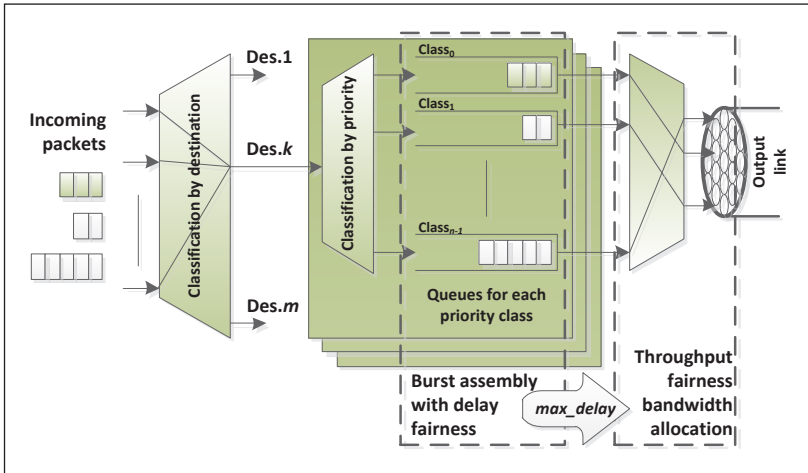 Incoming
packets
Classification by destination
Des.1
Des.k
Des.m
Classification by priority
Class0
Class1
Classn-1
Queues for each
priority class
Burst assembly
with delay
fairness
max_delay
Output
link
Throughput
fairness
bandwidth
allocation